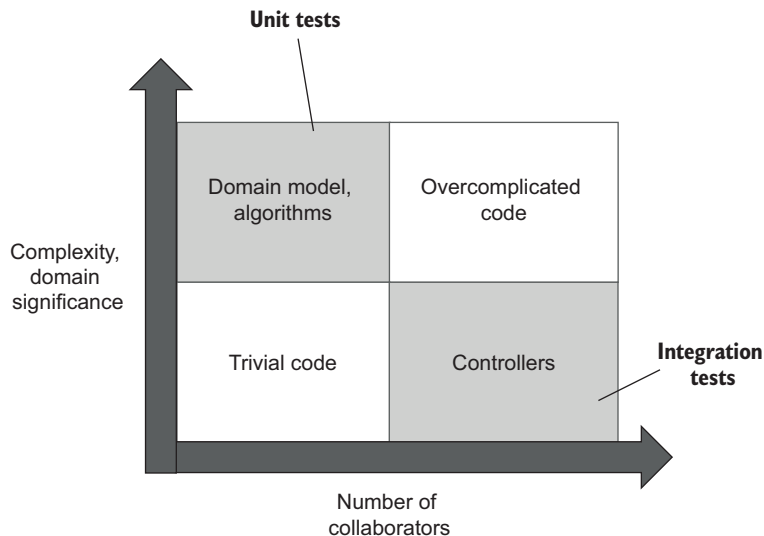 Unit tests
Domain model,
algorithms
Overcomplicated
code
Complexity,
domain
significance
Trivial code
Controllers
Integration
tests
Number of
collaborators